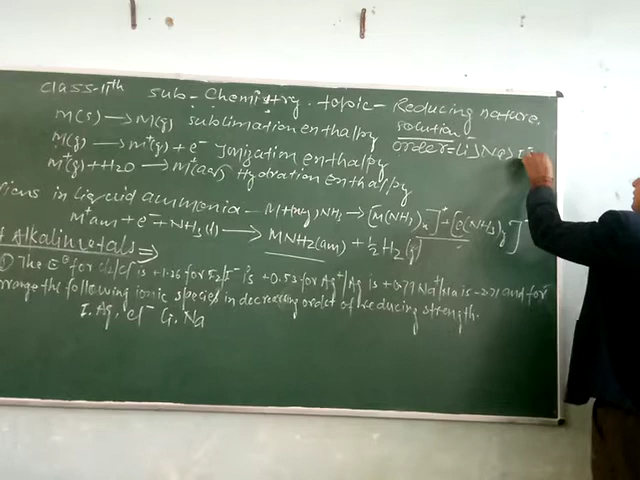 Class-11th Sub-Chemistry. topic- Reducing nature.
M(s) → M(g) sublimation enthalpy
M(g) → M⁺(g) + e⁻ Ionization enthalpy
M⁺(g) + H2O → M⁺(aq) Hydration enthalpy
solution
order = Li > Na > I
in liquid ammonia - M+(x+y)NH3 → [M(NH3)x]⁺ + [e(NH3)y]⁻
M⁺am + e⁻ + NH3(l) → MNH2(am) + ½ H2(g)
Alkali metals ⇒
① The E⊖ for Cl2/Cl⁻ is +1.36 for I2/I⁻ is +0.53 for Ag⁺/Ag is +0.79 Na⁺/Na is -2.71 and for
arrange the following ionic species in decreasing order of reducing strength.
I. Ag. Cl⁻ Li. Na